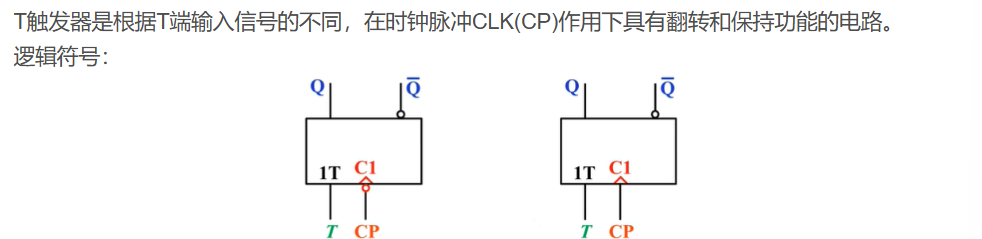 T触发器是根据T端输入信号的不同，在时钟脉冲CLK(CP)作用下具有翻转和保持功能的电路。
逻辑符号：
Q Q̅ Q Q̅
1T C1 1T C1
T CP T CP